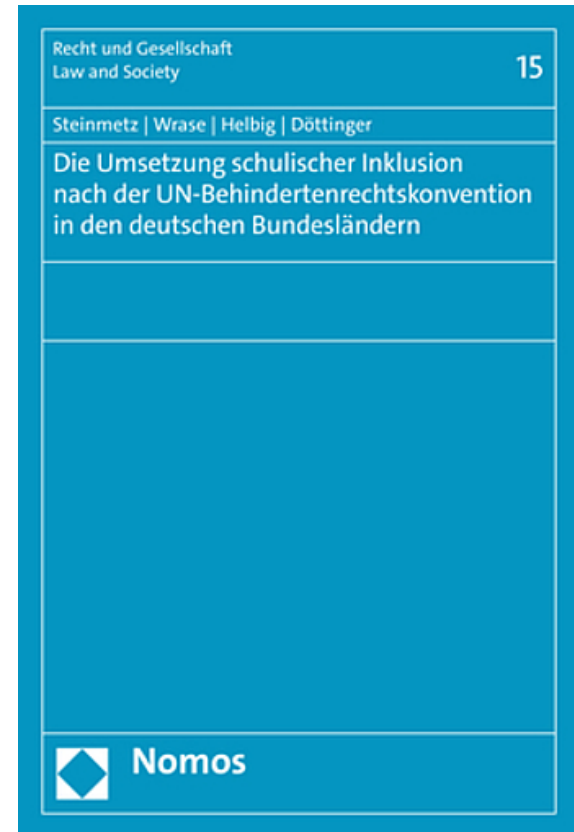 Recht und Gesellschaft
Law and Society
15
Steinmetz | Wrase | Helbig | Döttinger
Die Umsetzung schulischer Inklusion
nach der UN-Behindertenrechtskonvention
in den deutschen Bundesländern
Nomos